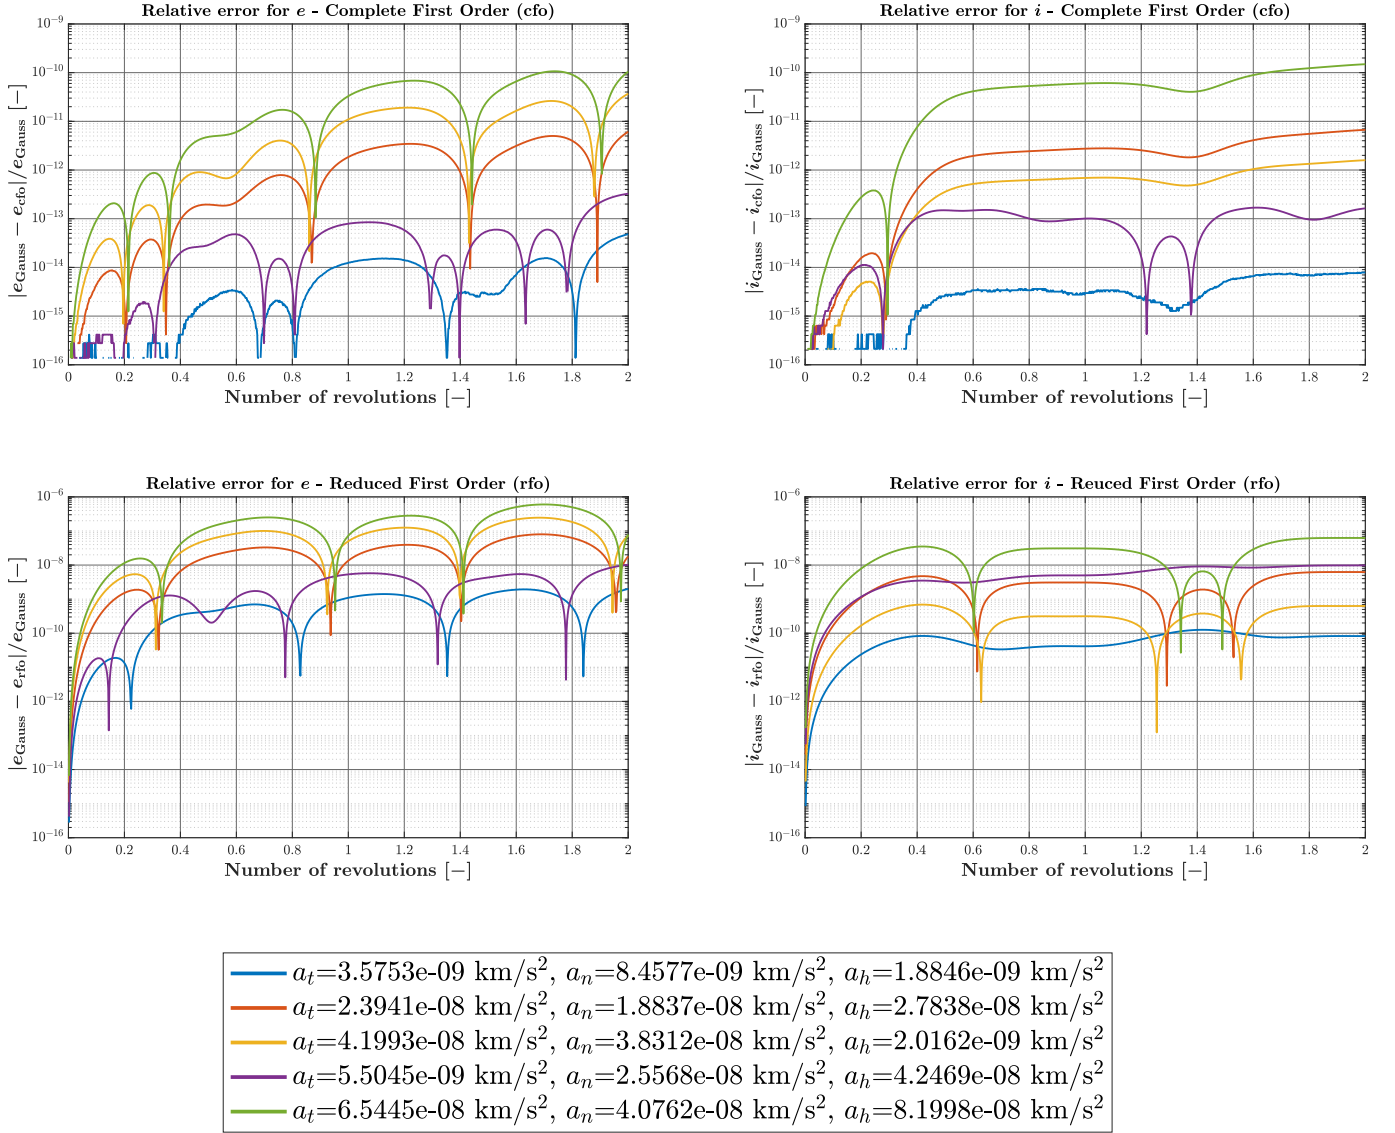 Relative error for e - Complete First Order (cfo)
|e_Gauss − e_cfo|/e_Gauss [−]
10^−9
10^−10
10^−11
10^−12
10^−13
10^−14
10^−15
10^−16
0 0.2 0.4 0.6 0.8 1 1.2 1.4 1.6 1.8 2
Number of revolutions [−]
Relative error for i - Complete First Order (cfo)
|i_Gauss − i_cfo|/i_Gauss [−]
10^−9
10^−10
10^−11
10^−12
10^−13
10^−14
10^−15
10^−16
0 0.2 0.4 0.6 0.8 1 1.2 1.4 1.6 1.8 2
Number of revolutions [−]
Relative error for e - Reduced First Order (rfo)
|e_Gauss − e_rfo|/e_Gauss [−]
10^−6
10^−8
10^−10
10^−12
10^−14
10^−16
0 0.2 0.4 0.6 0.8 1 1.2 1.4 1.6 1.8 2
Number of revolutions [−]
Relative error for i - Reuced First Order (rfo)
|i_Gauss − i_rfo|/i_Gauss [−]
10^−6
10^−8
10^−10
10^−12
10^−14
10^−16
0 0.2 0.4 0.6 0.8 1 1.2 1.4 1.6 1.8 2
Number of revolutions [−]
a_t=3.5753e-09 km/s^2, a_n=8.4577e-09 km/s^2, a_h=1.8846e-09 km/s^2
a_t=2.3941e-08 km/s^2, a_n=1.8837e-08 km/s^2, a_h=2.7838e-08 km/s^2
a_t=4.1993e-08 km/s^2, a_n=3.8312e-08 km/s^2, a_h=2.0162e-09 km/s^2
a_t=5.5045e-09 km/s^2, a_n=2.5568e-08 km/s^2, a_h=4.2469e-08 km/s^2
a_t=6.5445e-08 km/s^2, a_n=4.0762e-08 km/s^2, a_h=8.1998e-08 km/s^2